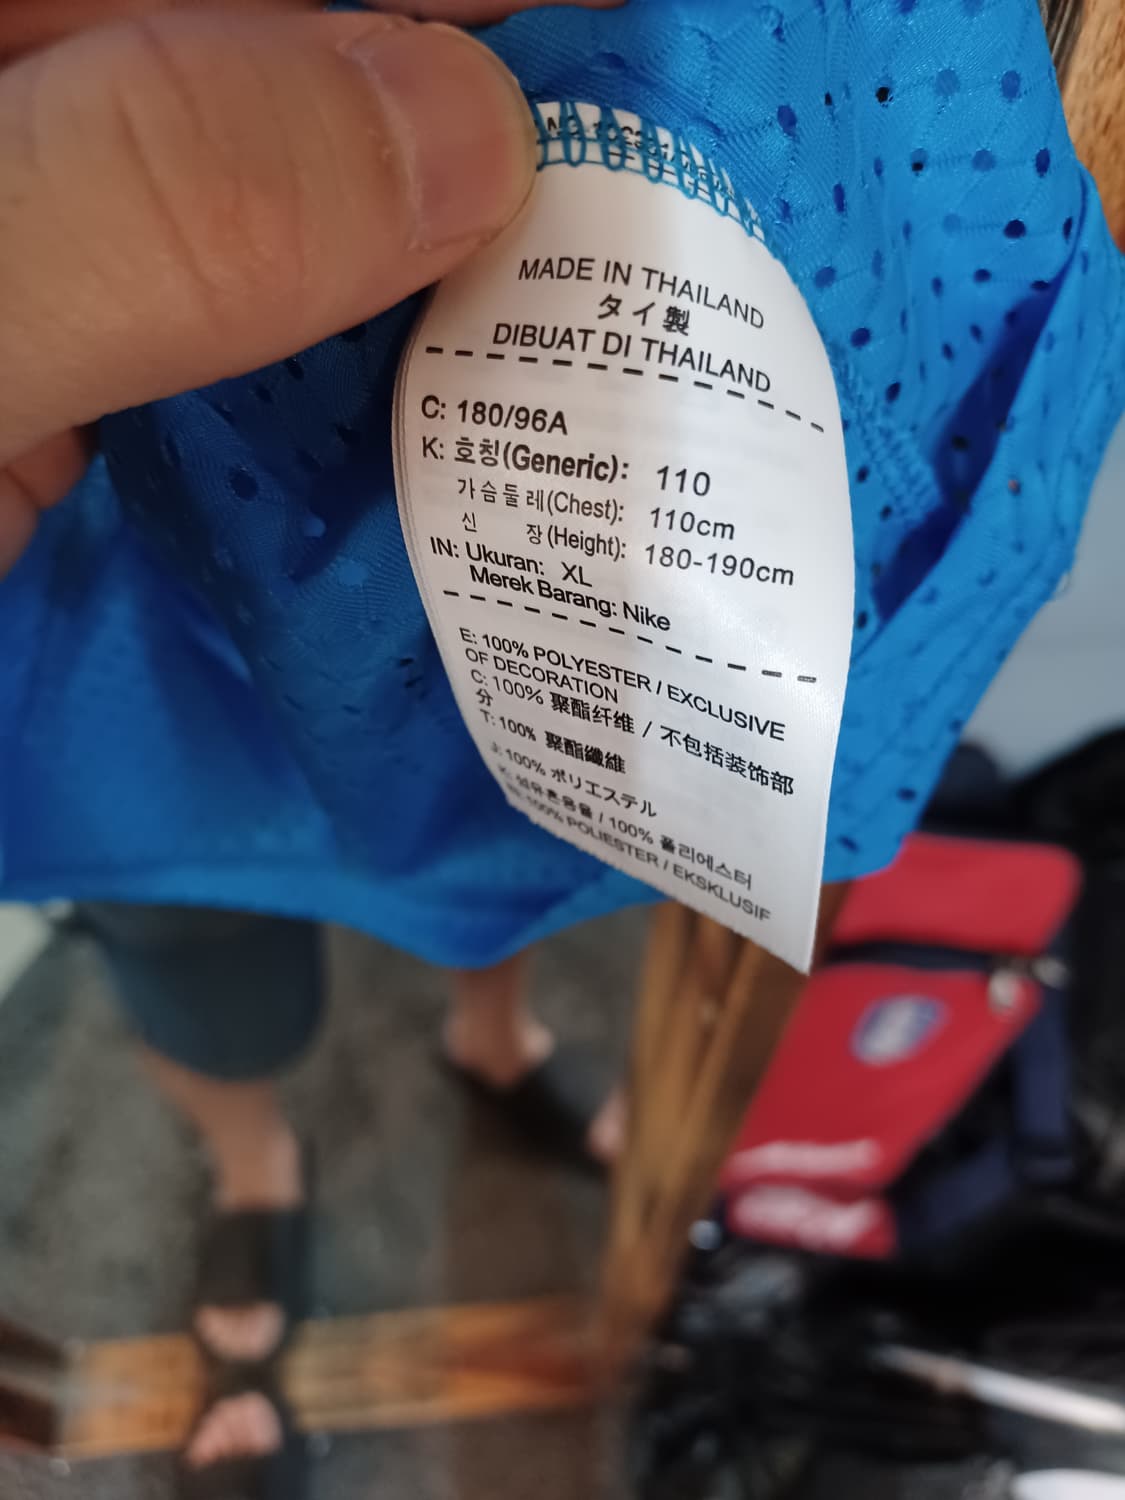 MADE IN THAILAND
タイ製
DIBUAT DI THAILAND
C: 180/96A
K: 호칭(Generic): 110
가슴둘레(Chest): 110cm
신 장(Height): 180-190cm
IN: Ukuran: XL
Merek Barang: Nike
E: 100% POLYESTER / EXCLUSIVE
OF DECORATION
C: 100% 聚酯纤维 / 不包括装饰部
分
T: 100% 聚酯纖維
J: 100% ポリエステル
K: 섬유혼용율 / 100% 폴리에스터
100% POLIESTER / EKSKLUSIF